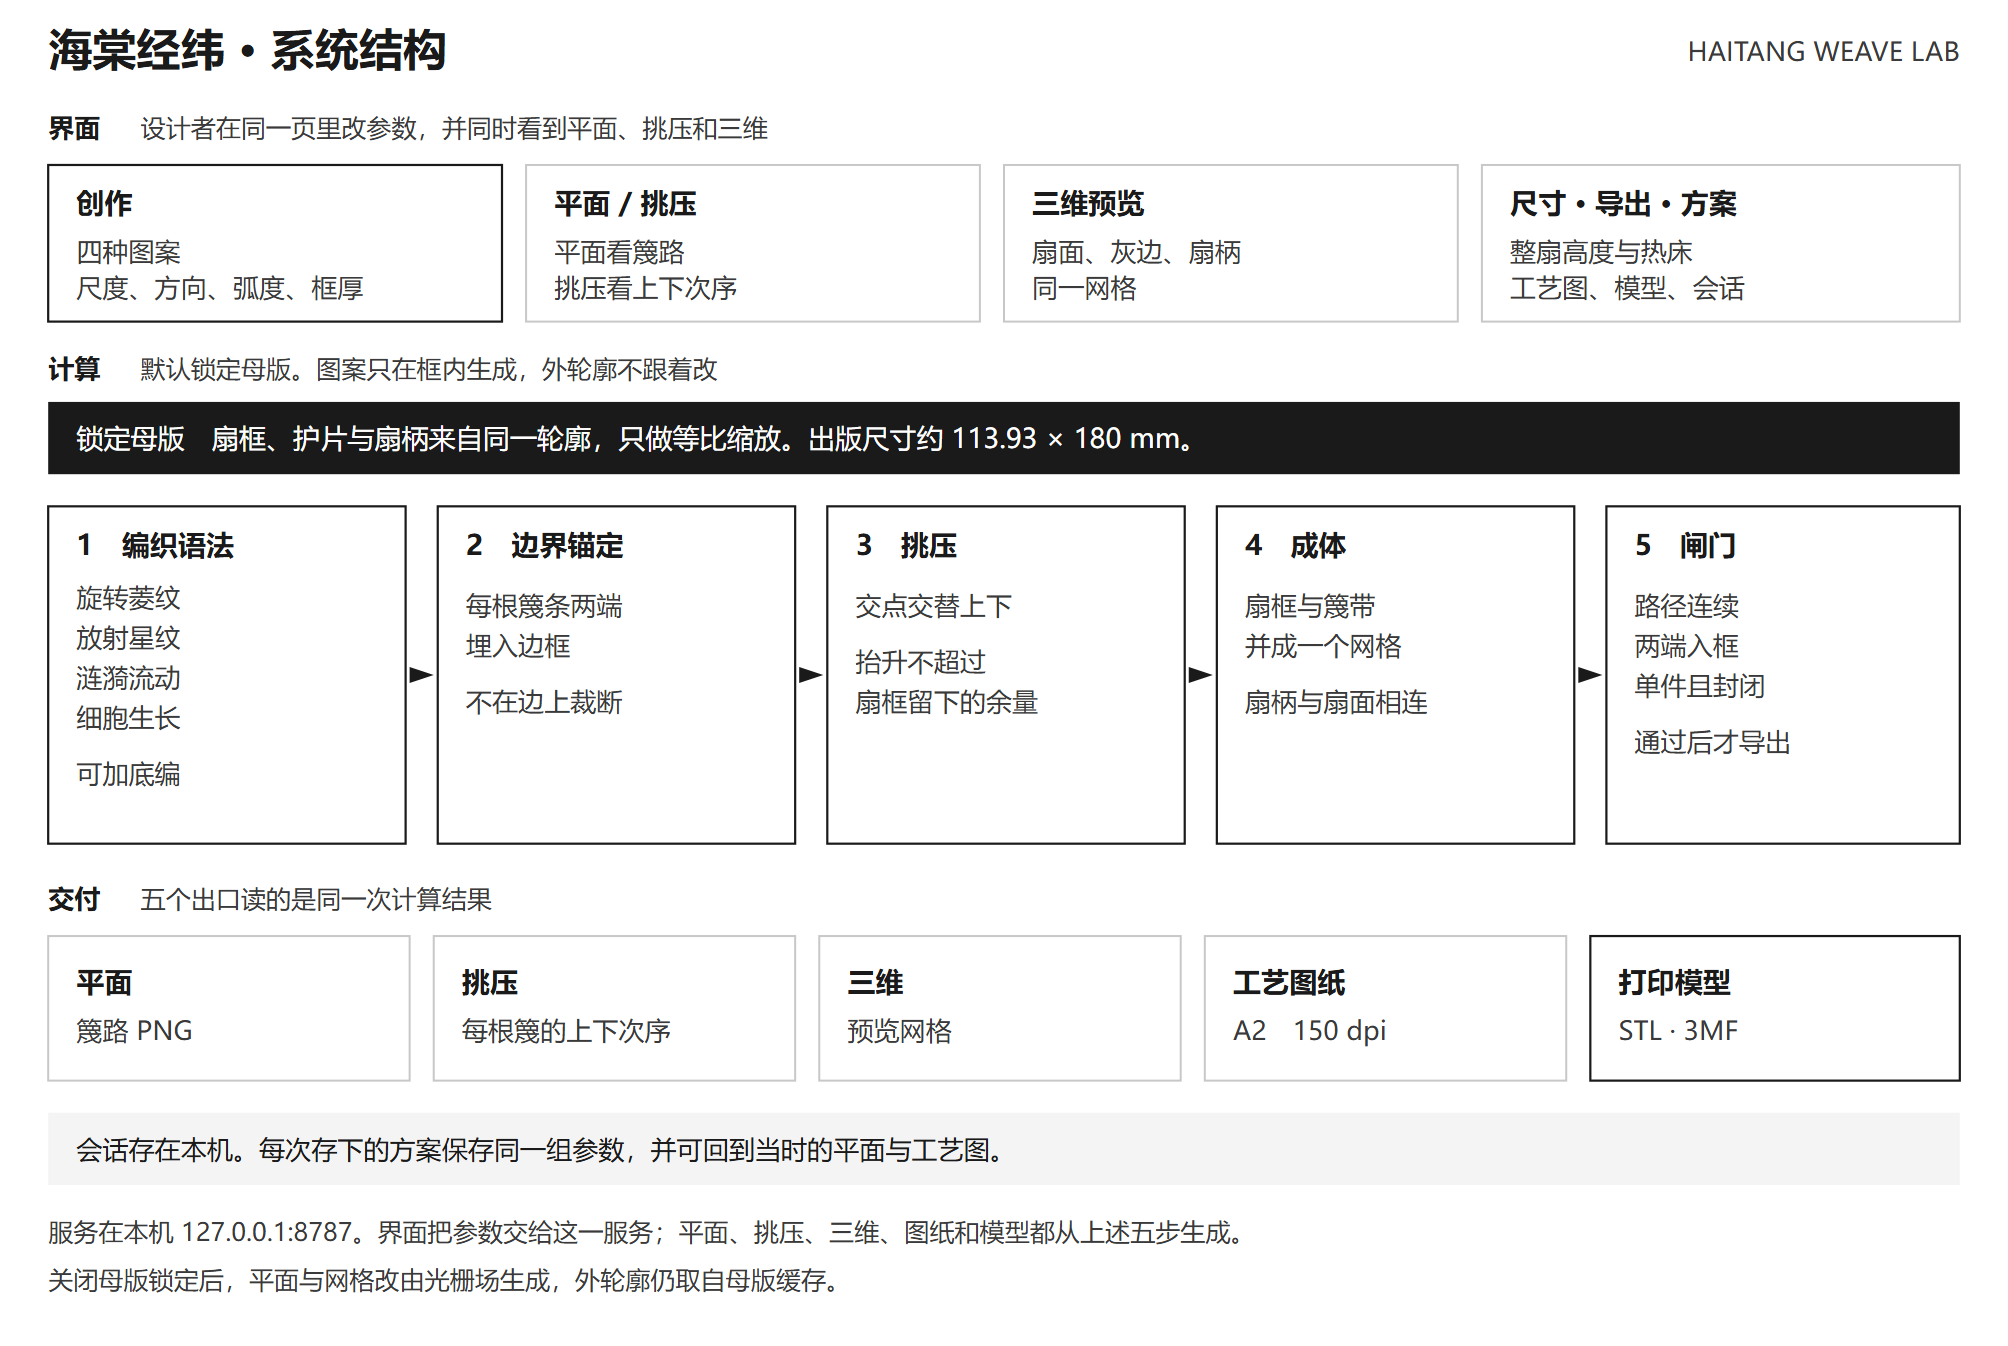 海棠经纬 · 系统结构
HAITANG WEAVE LAB
界面 设计者在同一页里改参数，并同时看到平面、挑压和三维
创作
四种图案
尺度、方向、弧度、框厚
平面 / 挑压
平面看篾路
挑压看上下次序
三维预览
扇面、灰边、扇柄
同一网格
尺寸 · 导出 · 方案
整扇高度与热床
工艺图、模型、会话
计算 默认锁定母版。图案只在框内生成，外轮廓不跟着改
锁定母版 扇框、护片与扇柄来自同一轮廓，只做等比缩放。出版尺寸约 113.93 × 180 mm。
1 编织语法
旋转菱纹
放射星纹
涟漪流动
细胞生长
可加底编
2 边界锚定
每根篾条两端
埋入边框
不在边上裁断
3 挑压
交点交替上下
抬升不超过
扇框留下的余量
4 成体
扇框与篾带
并成一个网格
扇柄与扇面相连
5 闸门
路径连续
两端入框
单件且封闭
通过后才导出
交付 五个出口读的是同一次计算结果
平面
篾路 PNG
挑压
每根篾的上下次序
三维
预览网格
工艺图纸
A2 150 dpi
打印模型
STL · 3MF
会话存在本机。每次存下的方案保存同一组参数，并可回到当时的平面与工艺图。
服务在本机 127.0.0.1:8787。界面把参数交给这一服务；平面、挑压、三维、图纸和模型都从上述五步生成。
关闭母版锁定后，平面与网格改由光栅场生成，外轮廓仍取自母版缓存。